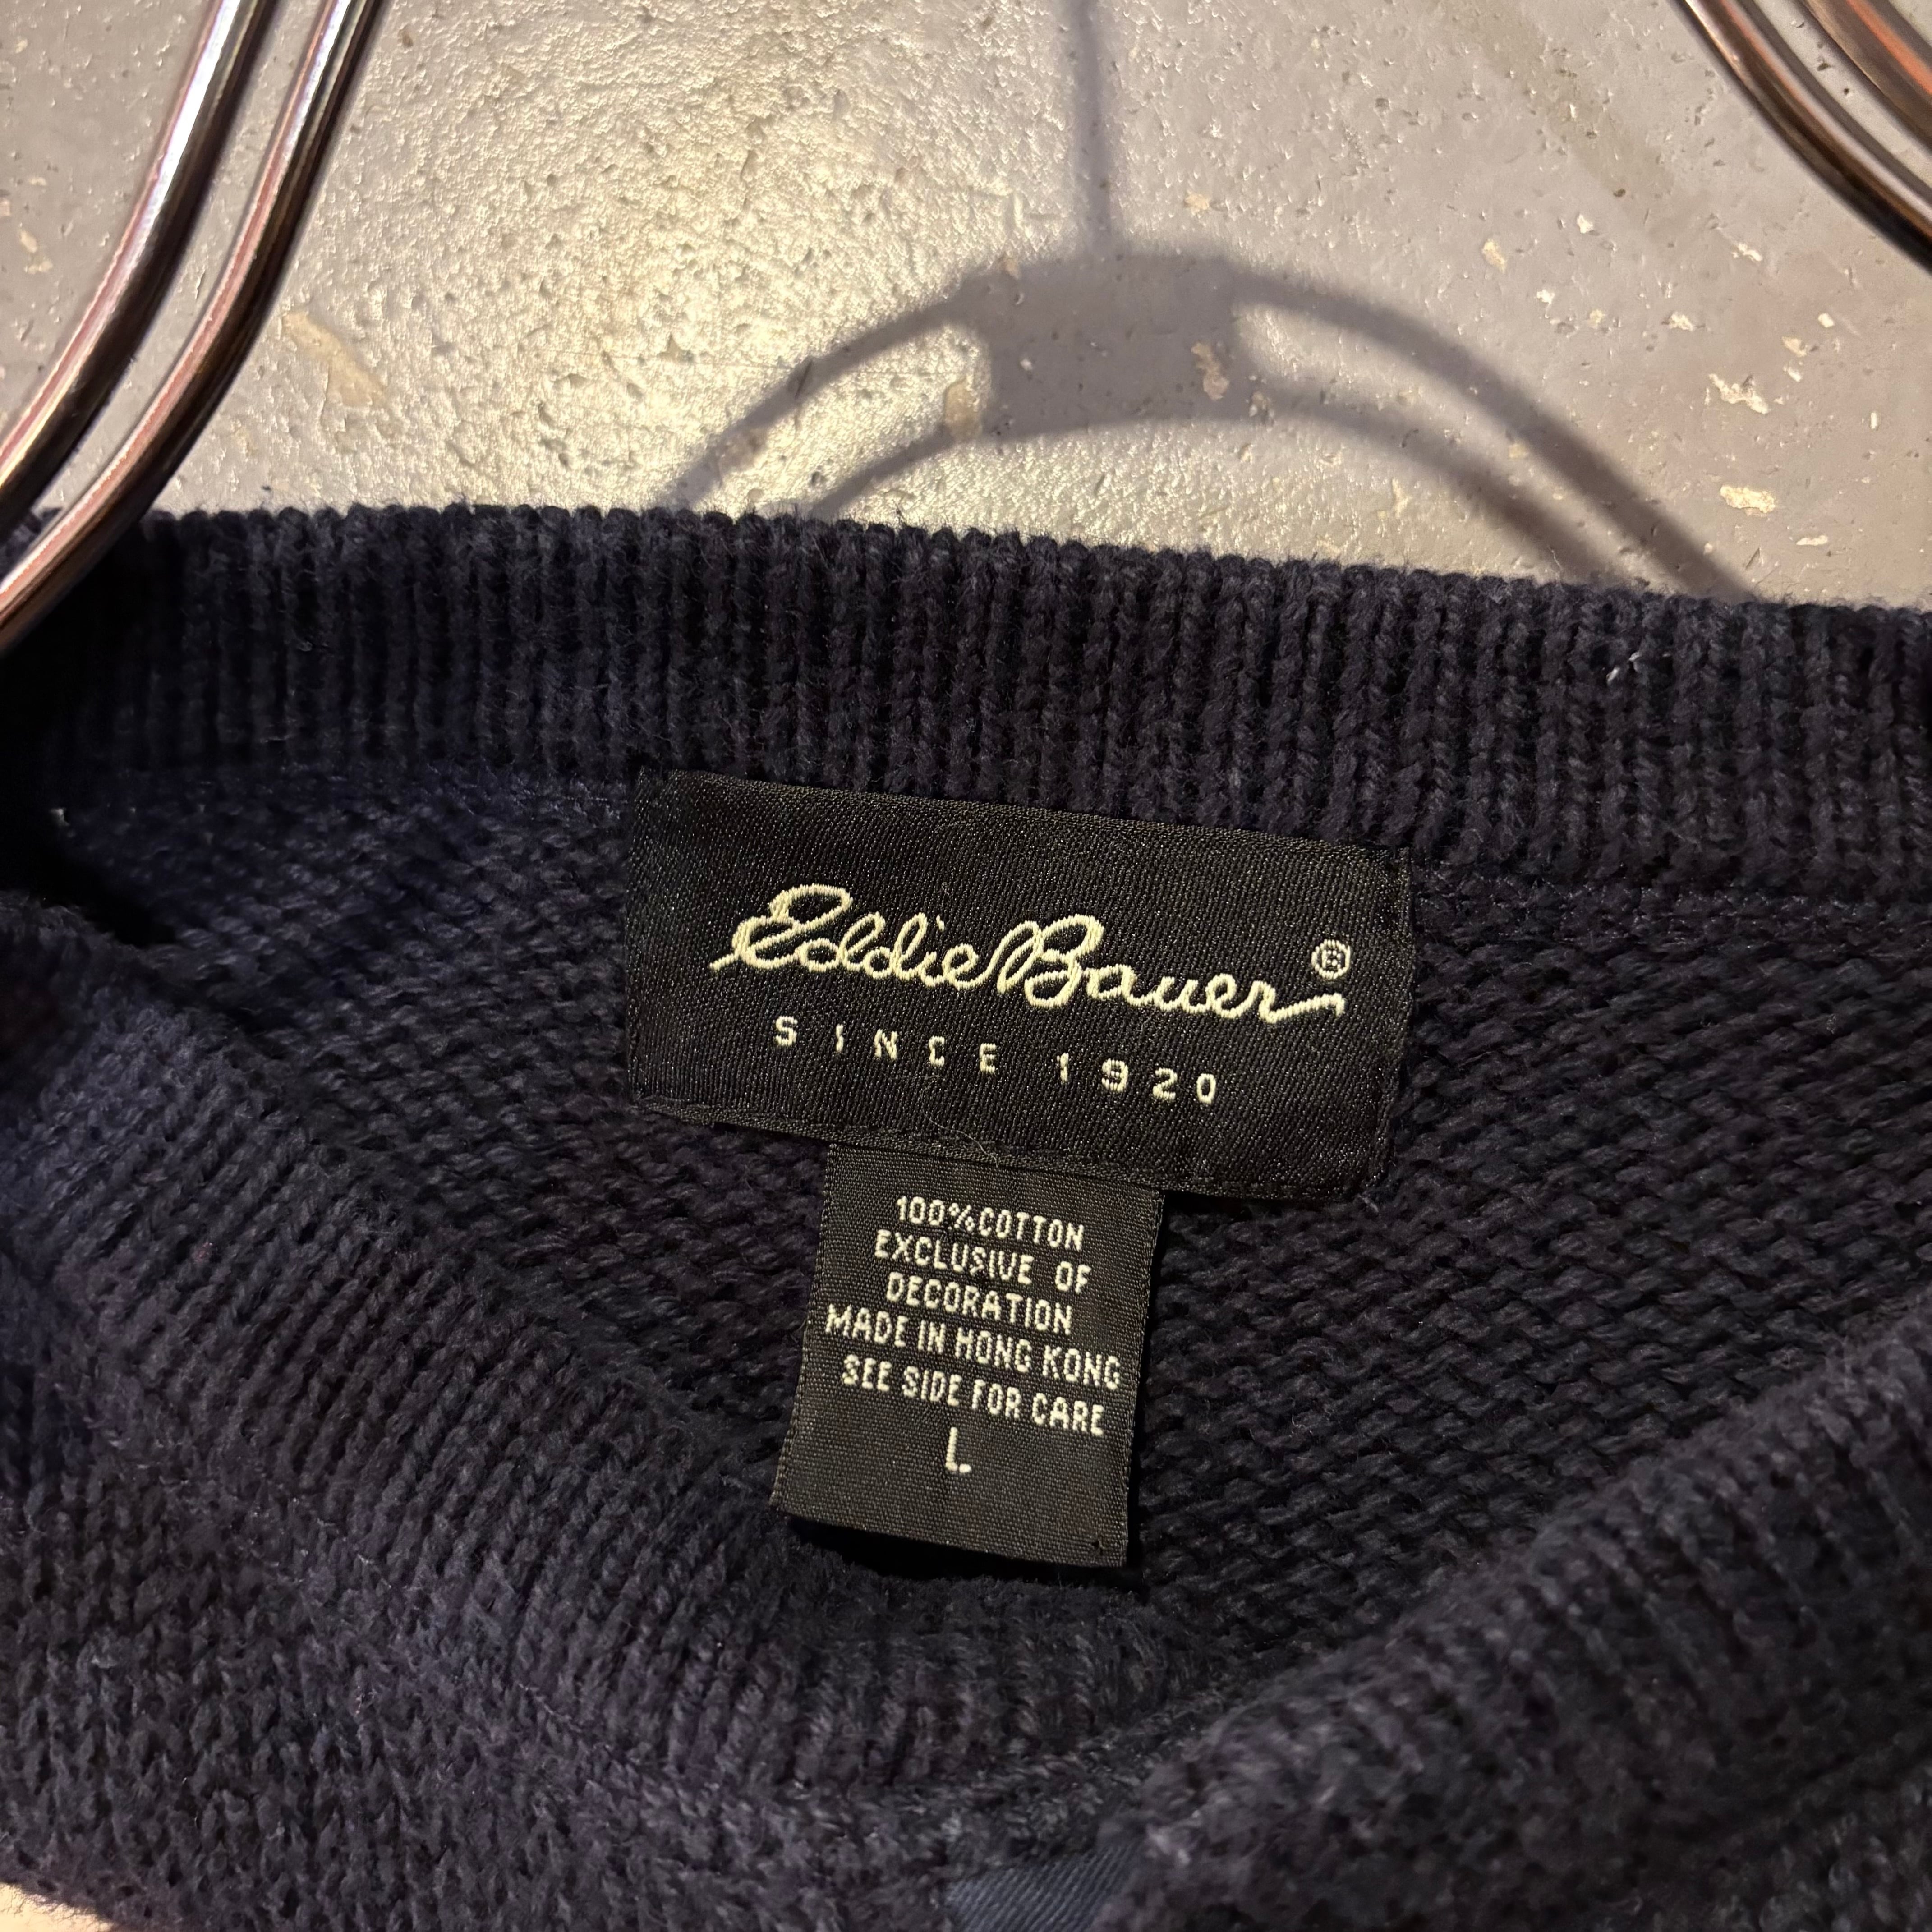 Eddie Bauer®
SINCE 1920
100%COTTON
EXCLUSIVE OF
DECORATION
MADE IN HONG KONG
SEE SIDE FOR CARE
L